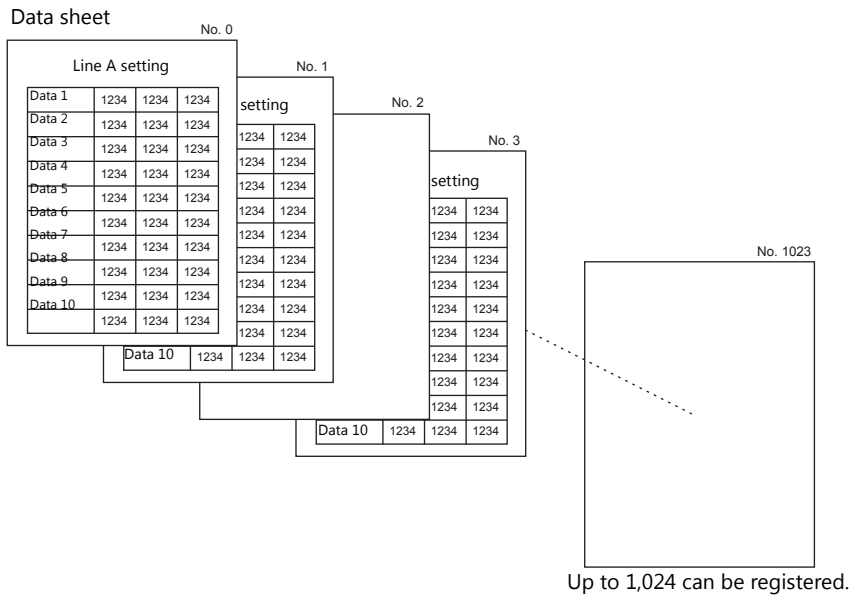 Data sheet
No. 0
Line A setting
Data 1 1234 1234 1234
Data 2 1234 1234 1234
Data 3 1234 1234 1234
Data 4 1234 1234 1234
Data 5 1234 1234 1234
Data 6 1234 1234 1234
Data 7 1234 1234 1234
Data 8 1234 1234 1234
Data 9 1234 1234 1234
Data 10 1234 1234 1234
No. 1
setting
1234 1234
1234 1234
1234 1234
1234 1234
1234 1234
1234 1234
1234 1234
1234 1234
1234 1234
Data 10 1234 1234 1234
No. 2
No. 3
setting
1234 1234
1234 1234
1234 1234
1234 1234
1234 1234
1234 1234
1234 1234
1234 1234
1234 1234
Data 10 1234 1234 1234
No. 1023
Up to 1,024 can be registered.